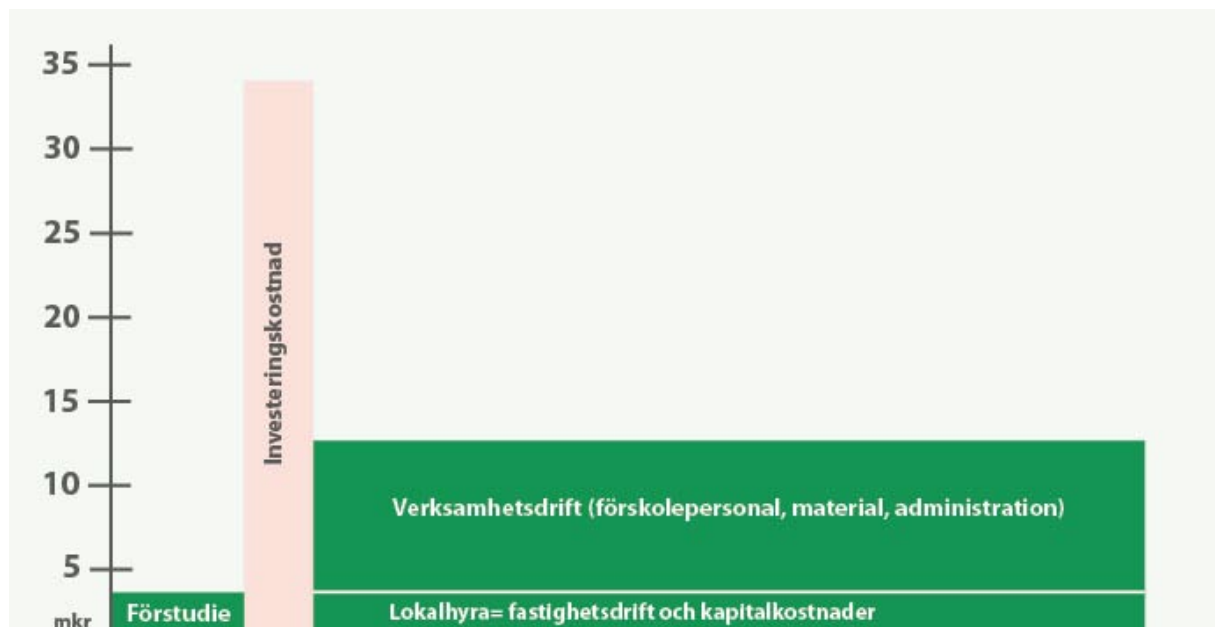 35
30
25
20
15
10
5
mkr
Investeringskostnad
Verksamhetsdrift (förskolepersonal, material, administration)
Förstudie
Lokalhyra= fastighetsdrift och kapitalkostnader